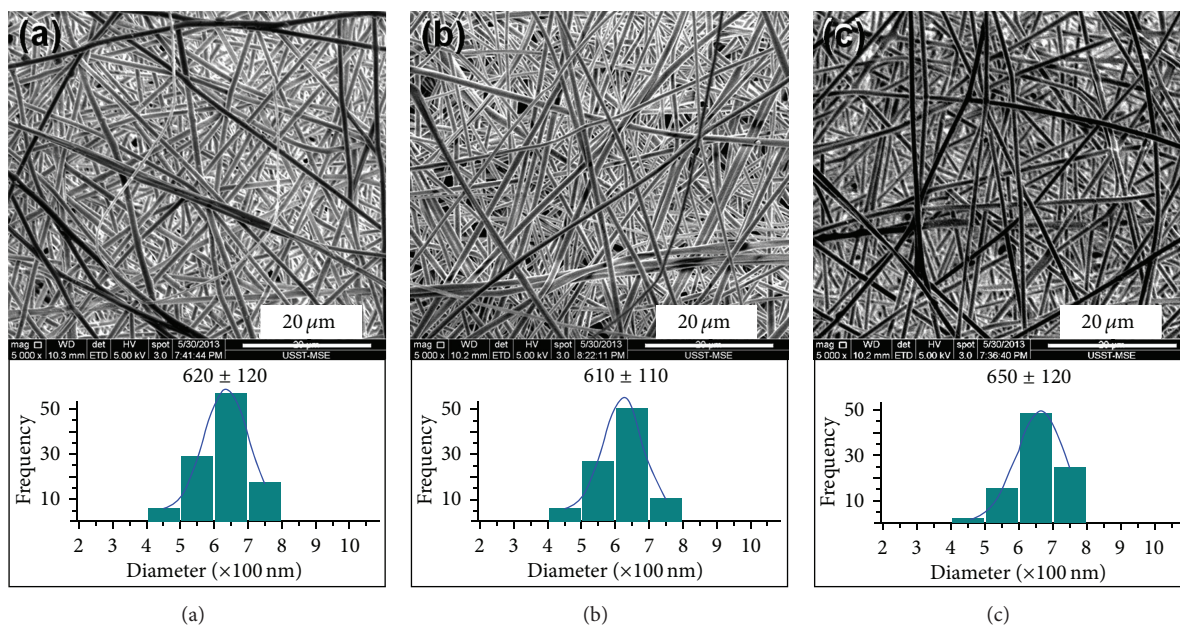 (a)
20 μm
mag □ WD det HV spot 5/30/2013
5 000 x 10.3 mm ETD 5.00 kV 3.0 7:41:44 PM
20 μm
USST-MSE
620 ± 120
Frequency
50
30
10
2 3 4 5 6 7 8 9 10
Diameter (×100 nm)
(a)
(b)
20 μm
mag □ WD det HV spot 5/30/2013
5 000 x 10.2 mm ETD 5.00 kV 3.0 8:22:11 PM
20 μm
USST-MSE
610 ± 110
Frequency
50
30
10
2 3 4 5 6 7 8 9 10
Diameter (×100 nm)
(b)
(c)
20 μm
mag □ WD det HV spot 5/30/2013
5 000 x 10.2 mm ETD 5.00 kV 3.0 7:36:40 PM
20 μm
USST-MSE
650 ± 120
Frequency
50
30
10
2 3 4 5 6 7 8 9 10
Diameter (×100 nm)
(c)